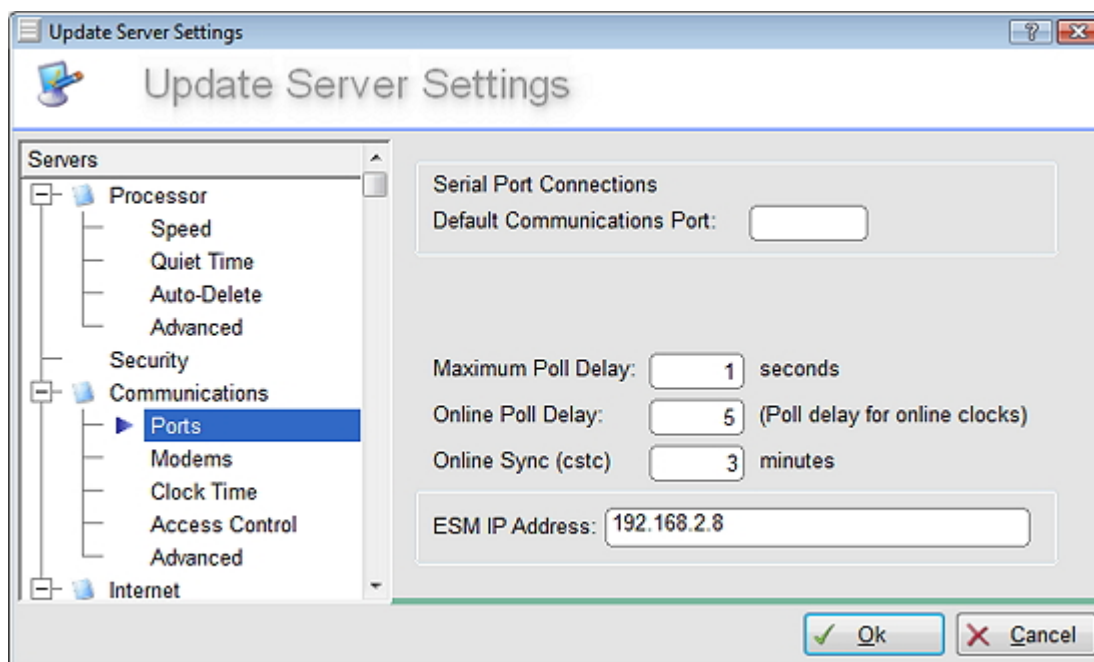 Update Server Settings
Update Server Settings
Servers
Processor
Speed
Quiet Time
Auto-Delete
Advanced
Security
Communications
Ports
Modems
Clock Time
Access Control
Advanced
Internet
Serial Port Connections
Default Communications Port:
Maximum Poll Delay: 1 seconds
Online Poll Delay: 5 (Poll delay for online clocks)
Online Sync (cstc) 3 minutes
ESM IP Address: 192.168.2.8
Ok Cancel